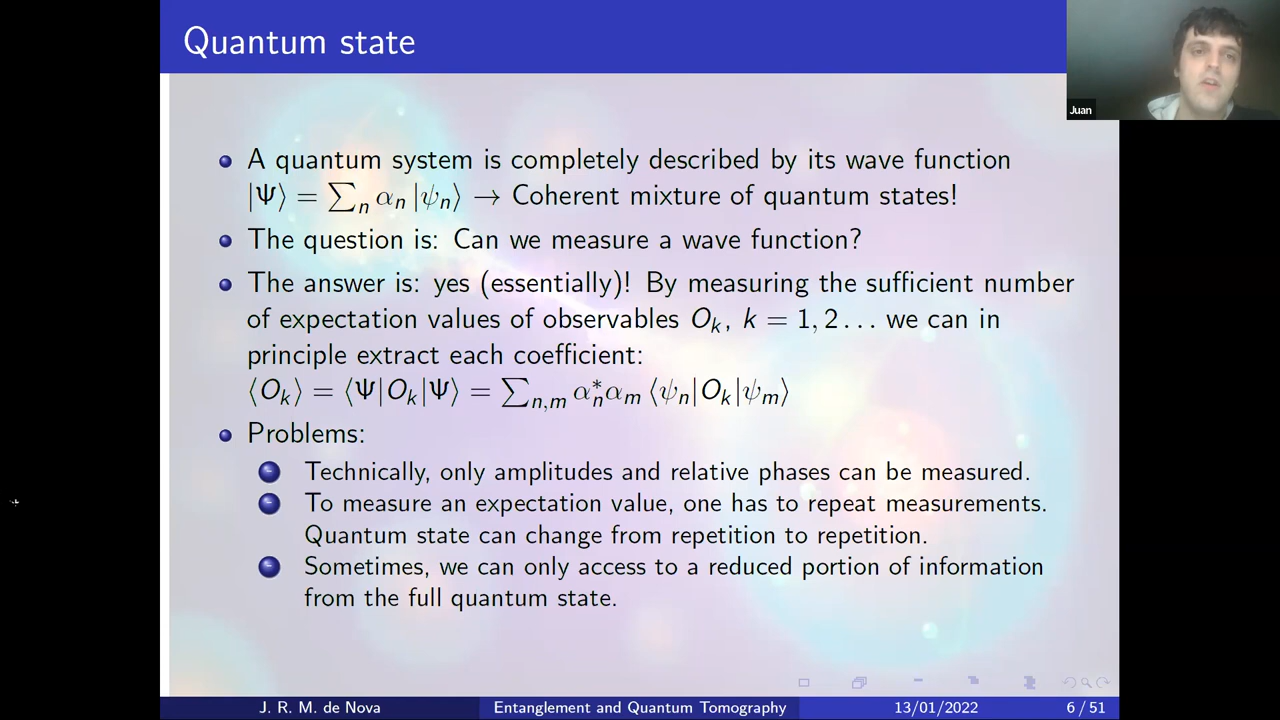 Quantum state
Juan
A quantum system is completely described by its wave function
|Ψ⟩ = ∑ₙ αₙ |ψₙ⟩ → Coherent mixture of quantum states!
The question is: Can we measure a wave function?
The answer is: yes (essentially)! By measuring the sufficient number
of expectation values of observables Oₖ, k = 1, 2 . . . we can in
principle extract each coefficient:
⟨Oₖ⟩ = ⟨Ψ|Oₖ|Ψ⟩ = ∑ₙ,ₘ αₙ*αₘ ⟨ψₙ|Oₖ|ψₘ⟩
Problems:
- Technically, only amplitudes and relative phases can be measured.
- To measure an expectation value, one has to repeat measurements.
Quantum state can change from repetition to repetition.
- Sometimes, we can only access to a reduced portion of information
from the full quantum state.
J. R. M. de Nova Entanglement and Quantum Tomography 13/01/2022 6 / 51